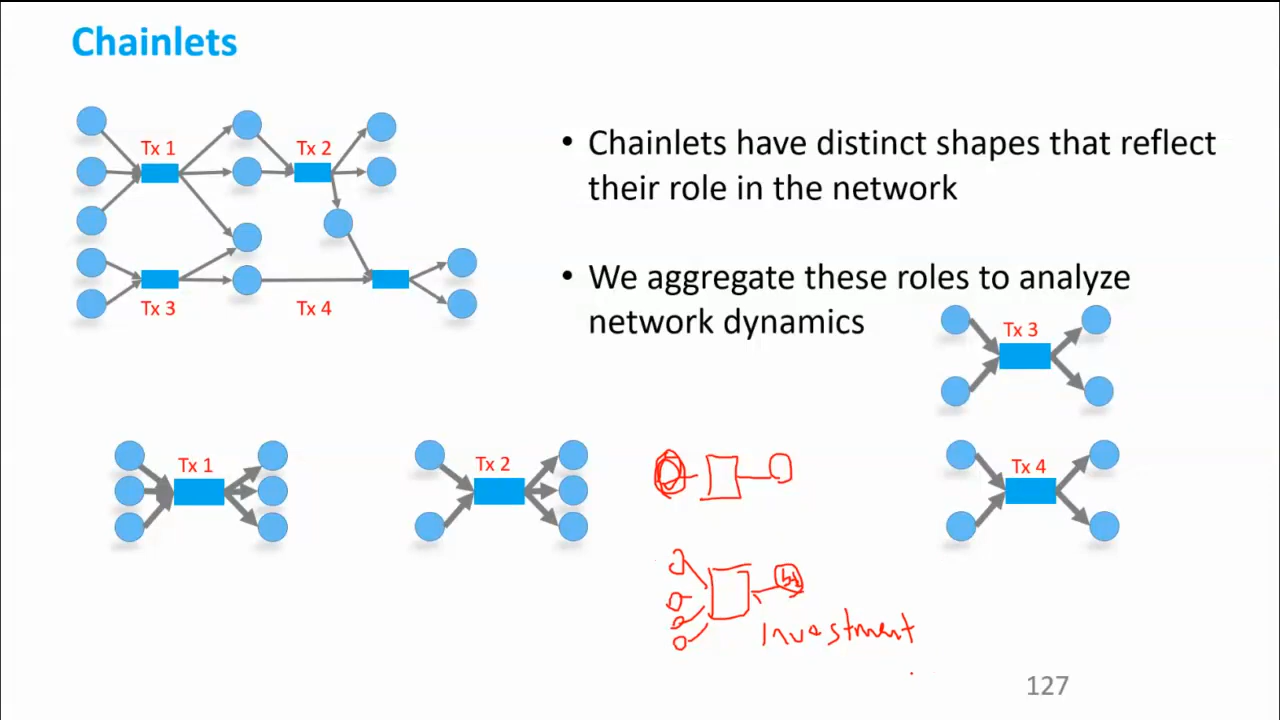 Chainlets
Tx 1
Tx 2
Tx 3
Tx 4
• Chainlets have distinct shapes that reflect
their role in the network
• We aggregate these roles to analyze
network dynamics
Tx 3
Tx 1
Tx 2
Tx 4
Investment
127